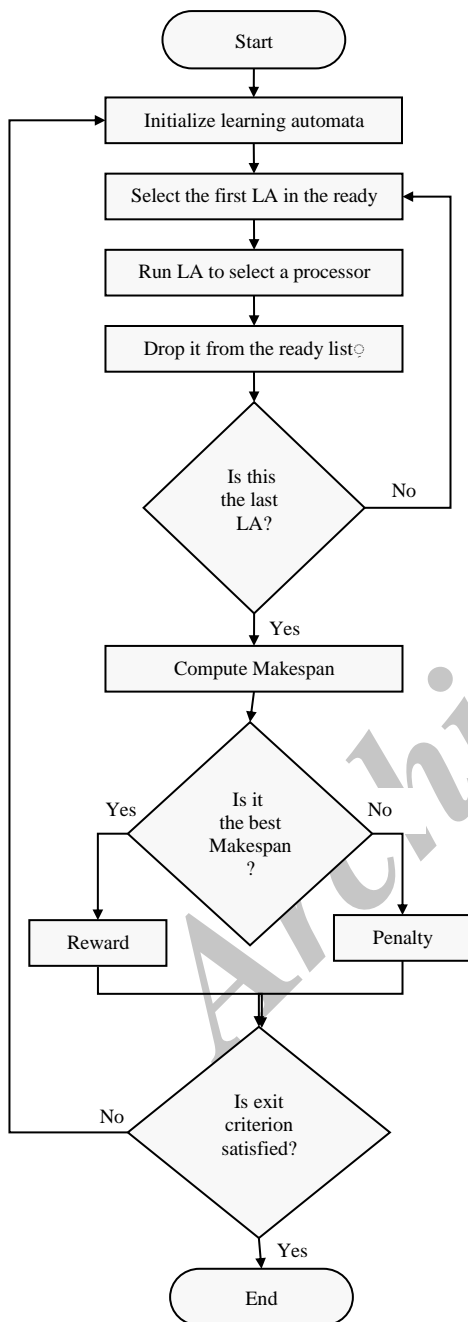 Start
Initialize learning automata
Select the first LA in the ready
Run LA to select a processor
Drop it from the ready list
Is this
the last
LA?
No
Yes
Compute Makespan
Yes
Is it
the best
Makespan
?
No
Reward
Penalty
No
Is exit
criterion
satisfied?
Yes
End
Archi